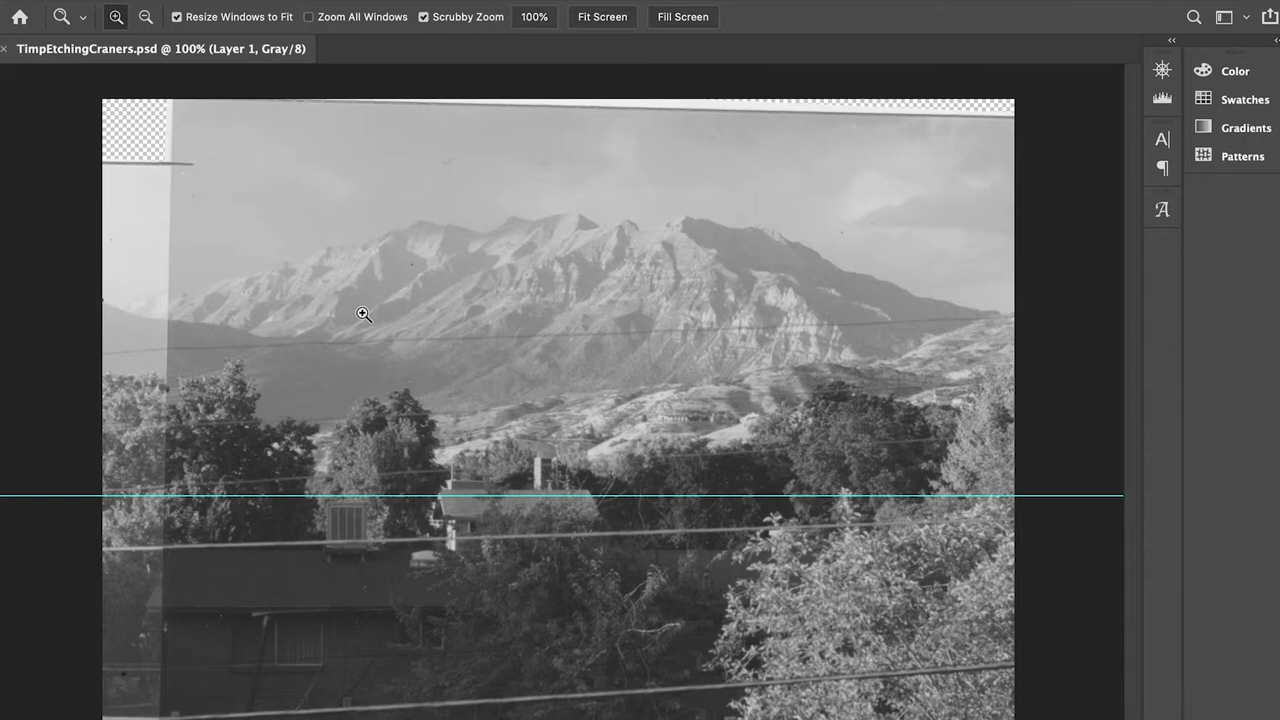 Resize Windows to Fit Zoom All Windows Scrubby Zoom 100% Fit Screen Fill Screen
TimpEtchingCraners.psd @ 100% (Layer 1, Gray/8)
Color
Swatches
Gradients
Patterns